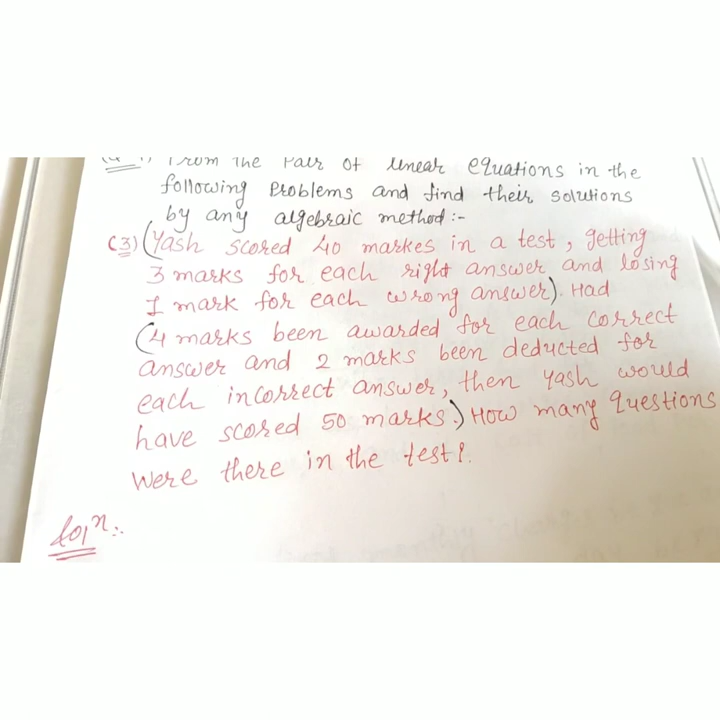 From the Pair of linear equations in the
following Problems and find their solutions
by any algebraic method :-
(3) (Yash scored 40 markes in a test, getting
3 marks for each right answer and losing
1 mark for each wrong answer). Had
(4 marks been awarded for each correct
answer and 2 marks been deducted for
each incorrect answer, then Yash would
have scored 50 marks.) How many questions
were there in the test?
Solⁿ:-